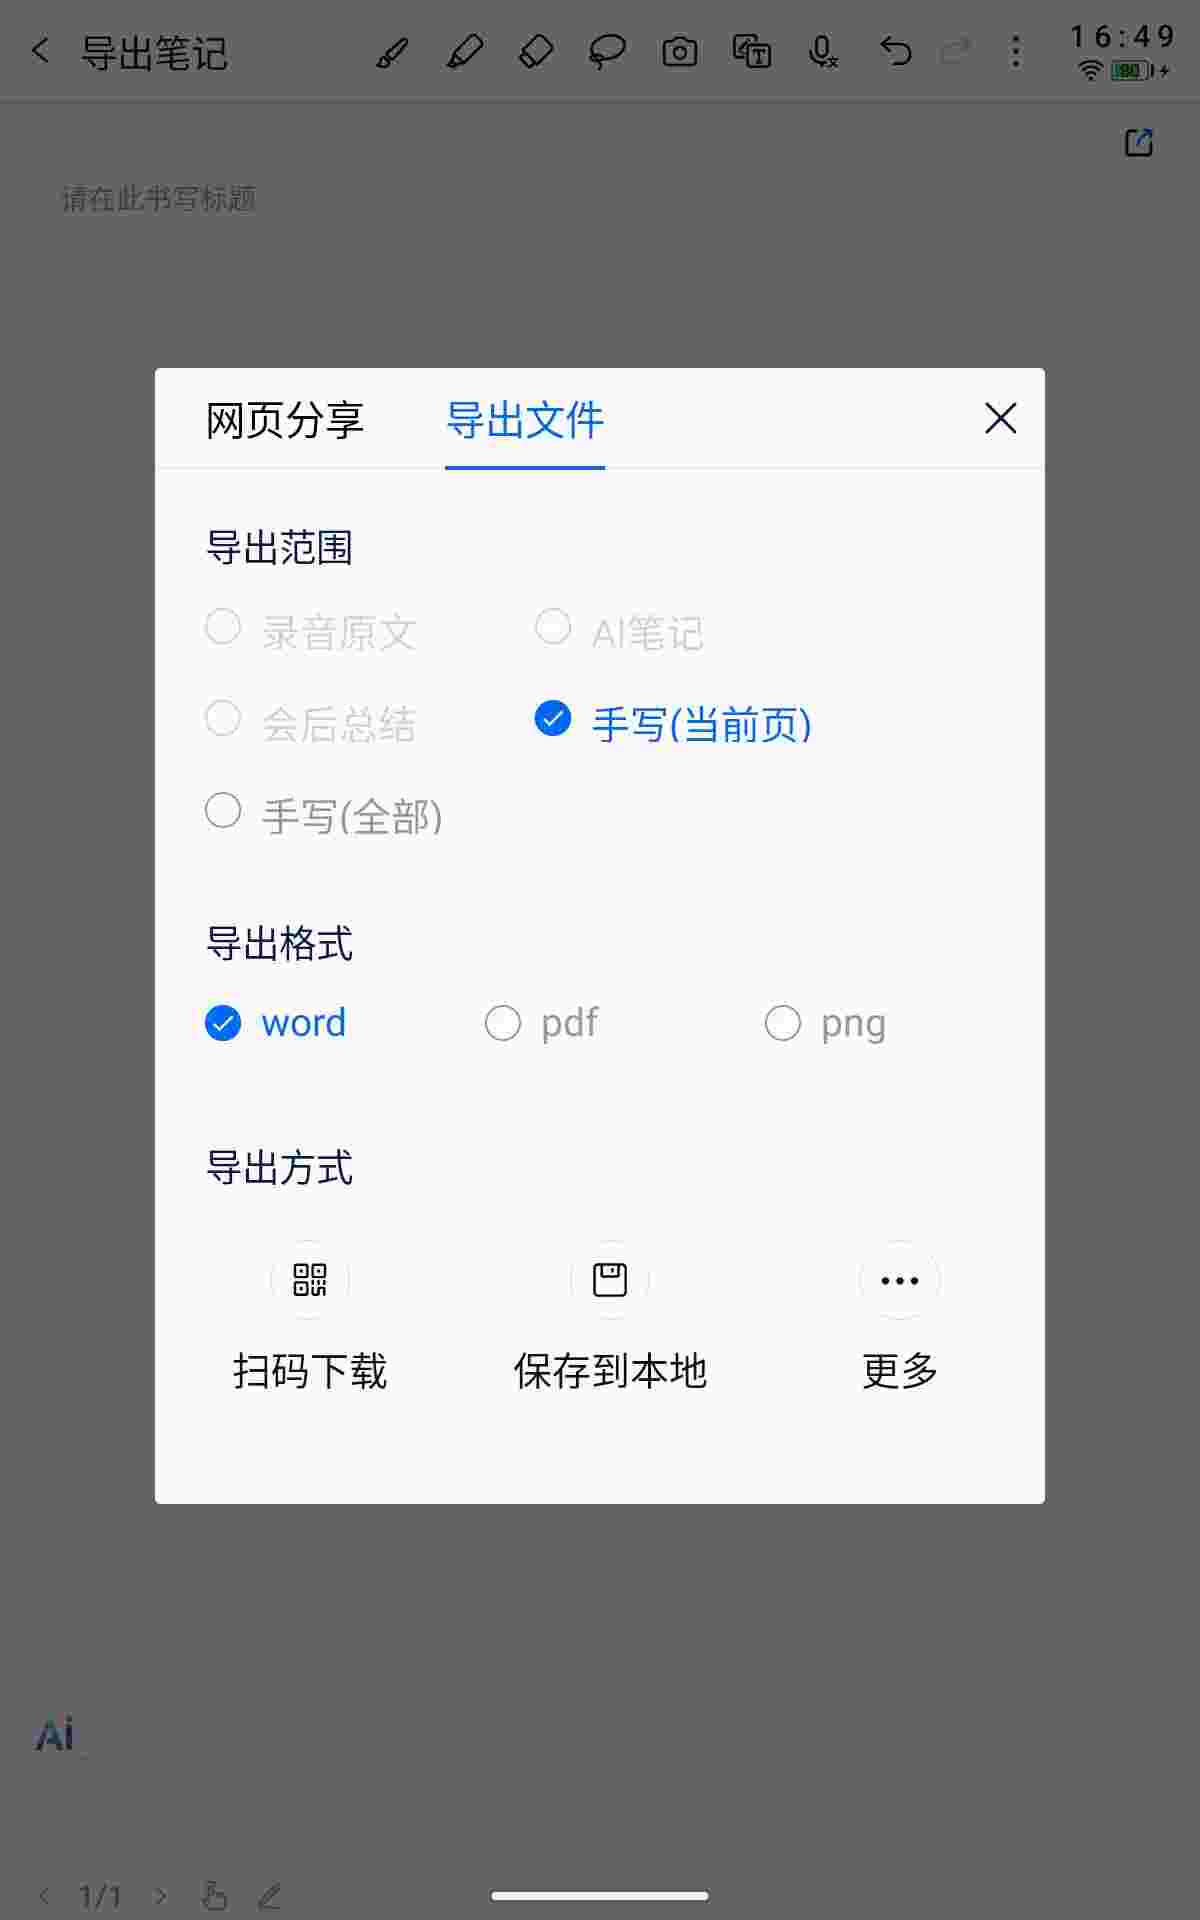 导出笔记
16:49
80
请在此书写标题
网页分享 导出文件
导出范围
录音原文 AI笔记
会后总结 手写(当前页)
手写(全部)
导出格式
word pdf png
导出方式
扫码下载 保存到本地 更多
Ai
1/1